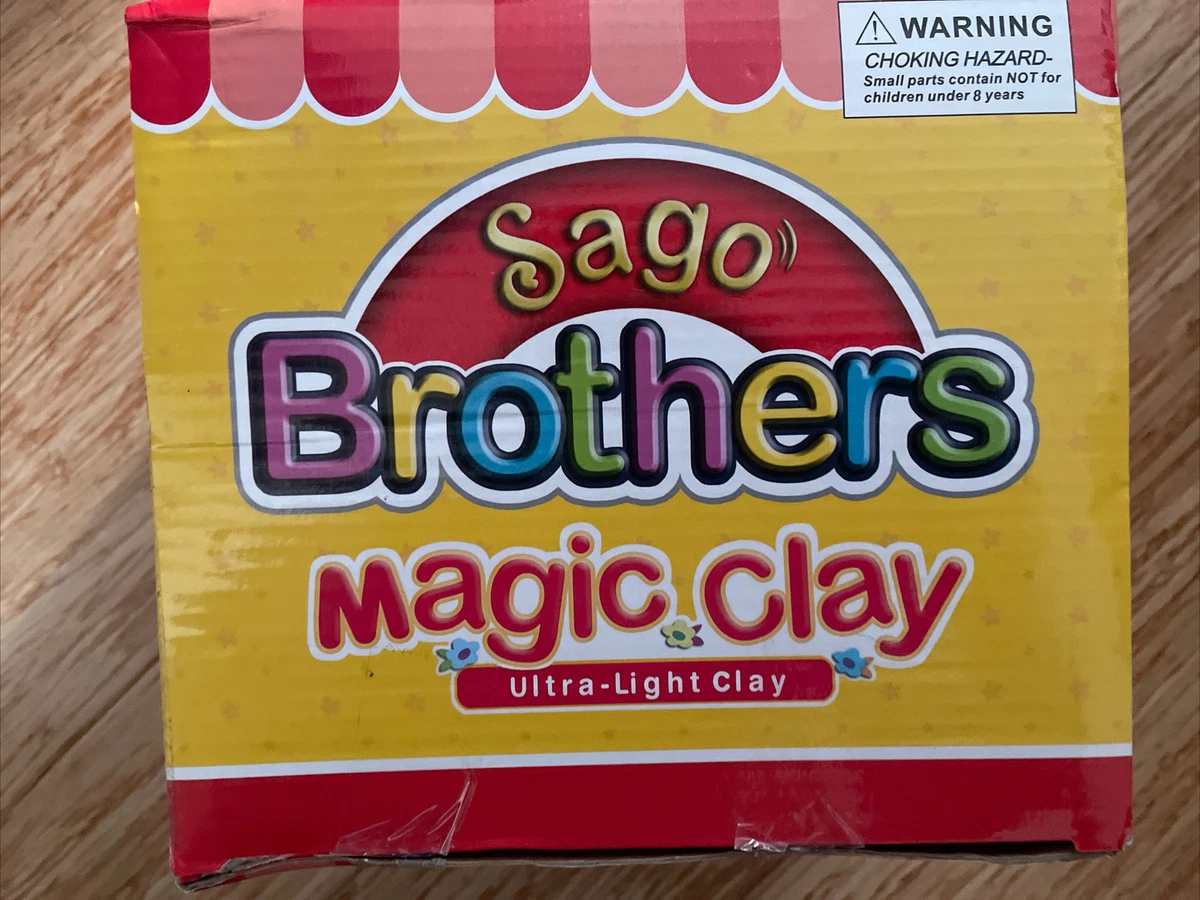 ⚠ WARNING
CHOKING HAZARD-
Small parts contain NOT for
children under 8 years
Sago
Brothers
Magic Clay
Ultra-Light Clay